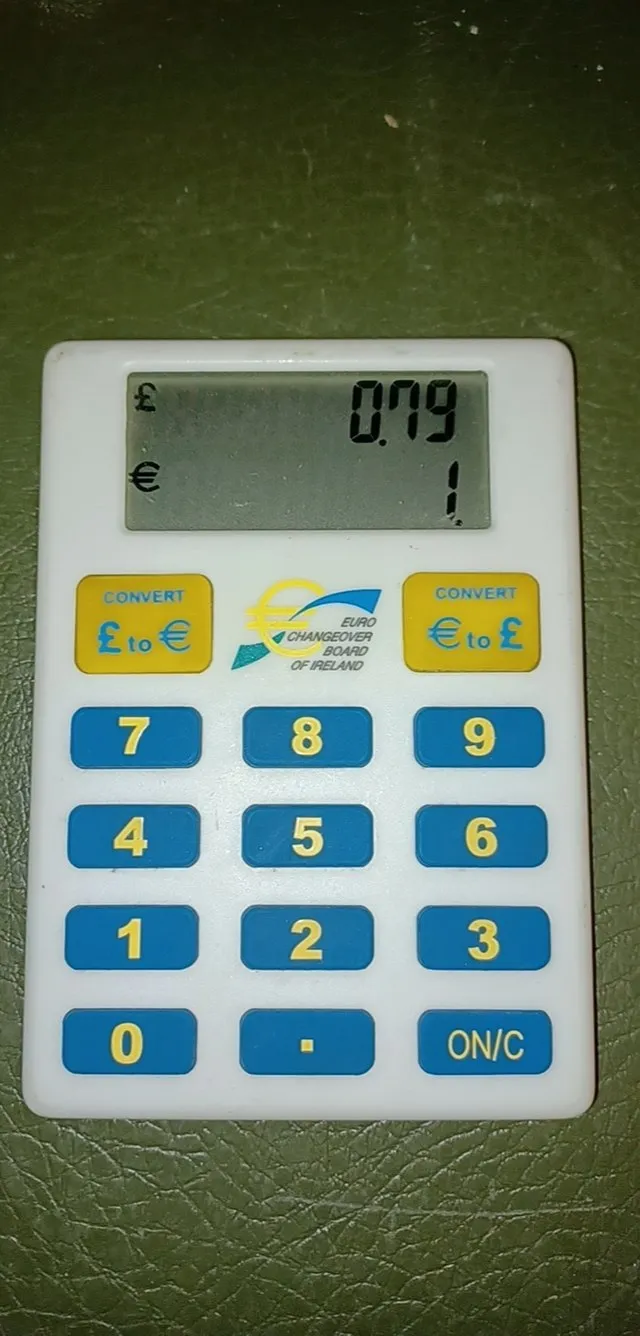 £ 0.79
€ 1.
CONVERT
£ to €
EURO
CHANGEOVER
BOARD
OF IRELAND
CONVERT
€ to £
7 8 9
4 5 6
1 2 3
0 . ON/C